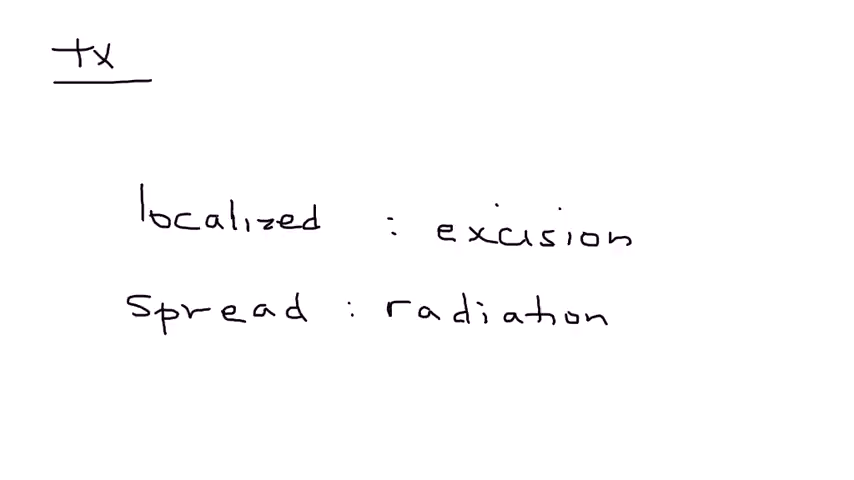 tx
localized : excision
spread : radiation